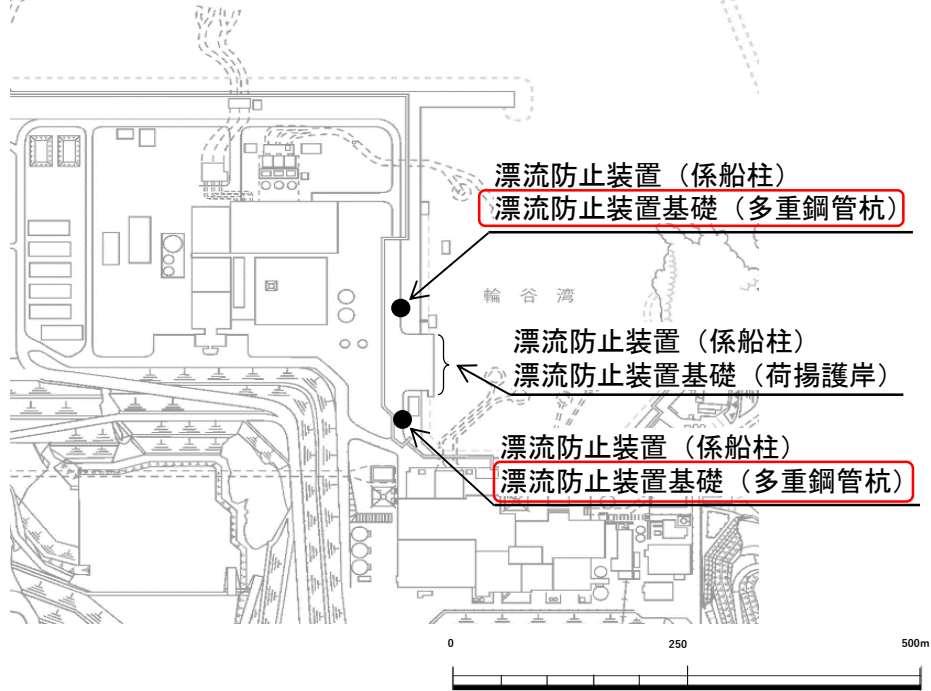 漂流防止装置（係船柱）
漂流防止装置基礎（多重鋼管杭）
輪谷湾
漂流防止装置（係船柱）
漂流防止装置基礎（荷揚護岸）
漂流防止装置（係船柱）
漂流防止装置基礎（多重鋼管杭）
0 250 500m